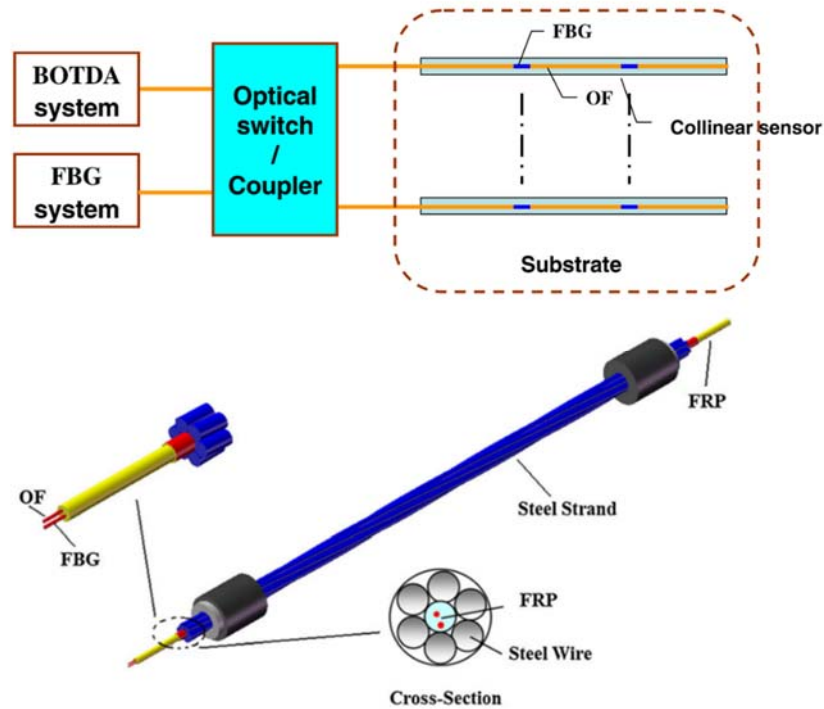 FBG
BOTDA
system
Optical
switch
/
Coupler
OF
Collinear sensor
FBG
system
Substrate
FRP
Steel Strand
OF
FBG
FRP
Steel Wire
Cross-Section